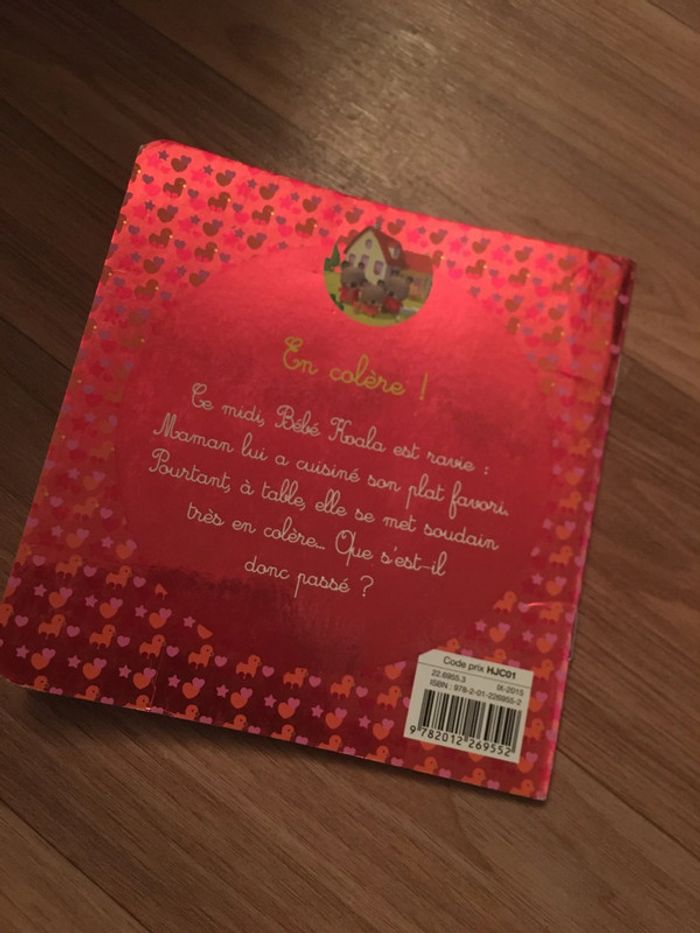 En colère !
Ce midi, Bébé Koala est ravie :
Maman lui a cuisiné son plat favori.
Pourtant, à table, elle se met soudain
très en colère... Que s'est-il
donc passé ?
Code prix HJC01
22.6955.3 IX-2015
ISBN : 978-2-01-226955-2
9 782012 269552